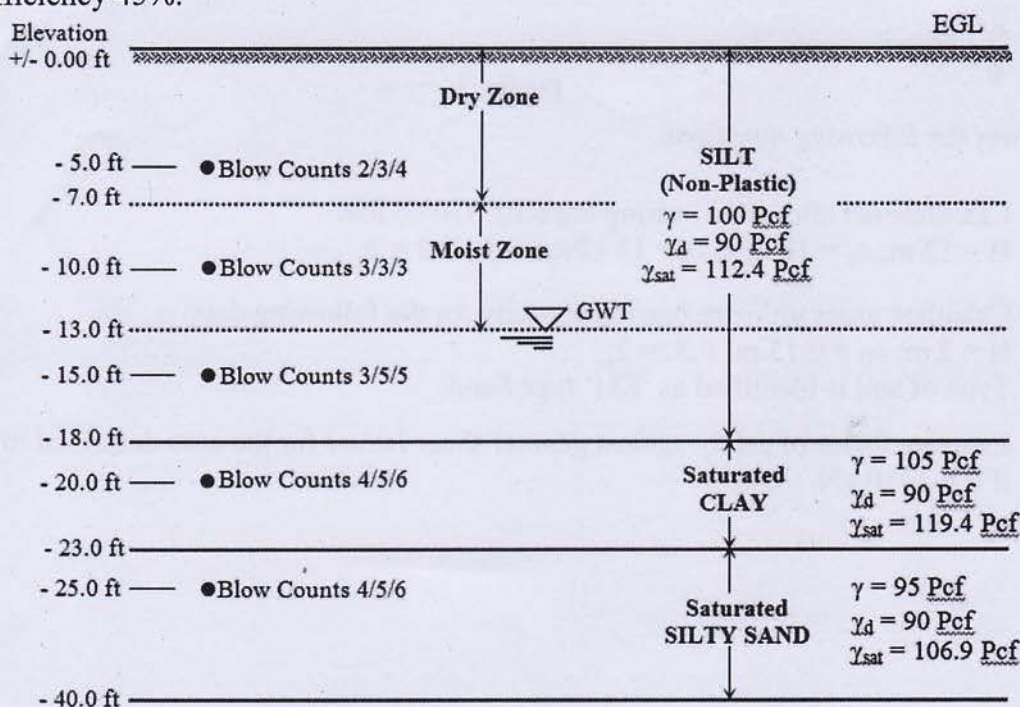 45%.
Elevation
+/- 0.00 ft
EGL
Dry Zone
- 5.0 ft
Blow Counts 2/3/4
- 7.0 ft
SILT
(Non-Plastic)
γ = 100 Pcf
γd = 90 Pcf
γsat = 112.4 Pcf
Moist Zone
- 10.0 ft
Blow Counts 3/3/3
GWT
- 13.0 ft
- 15.0 ft
Blow Counts 3/5/5
- 18.0 ft
- 20.0 ft
Blow Counts 4/5/6
Saturated
CLAY
γ = 105 Pcf
γd = 90 Pcf
γsat = 119.4 Pcf
- 23.0 ft
- 25.0 ft
Blow Counts 4/5/6
Saturated
SILTY SAND
γ = 95 Pcf
γd = 90 Pcf
γsat = 106.9 Pcf
- 40.0 ft